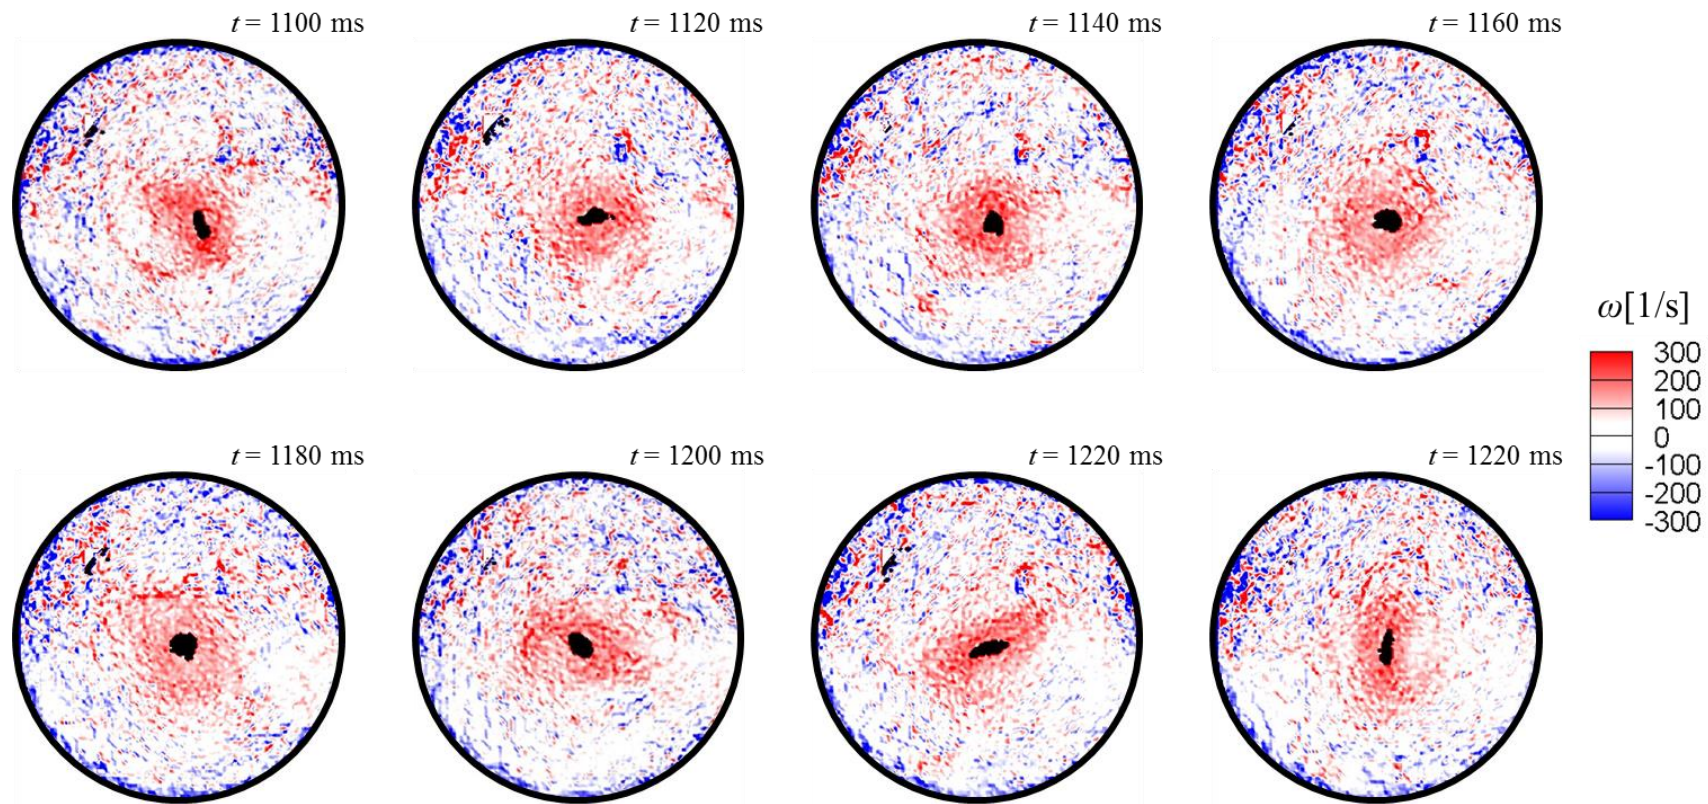 t = 1100 ms
t = 1120 ms
t = 1140 ms
t = 1160 ms
ω[1/s]
300
200
100
0
-100
-200
-300
t = 1180 ms
t = 1200 ms
t = 1220 ms
t = 1220 ms